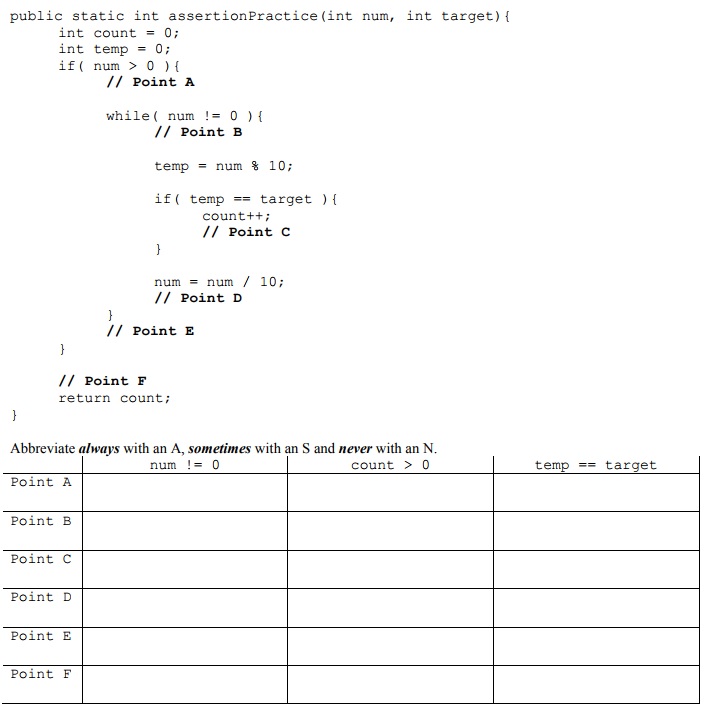 public static int assertionPractice(int num, int target){
int count = 0;
int temp = 0;
if( num > 0 ){
// Point A
while( num != 0 ){
// Point B
temp = num % 10;
if( temp == target ){
count++;
// Point C
}
num = num / 10;
// Point D
}
// Point E
}
// Point F
return count;
}
Abbreviate always with an A, sometimes with an S and never with an N.
num != 0 count > 0 temp == target
Point A
Point B
Point C
Point D
Point E
Point F